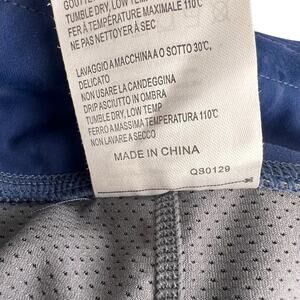 TUMBLE DRY, LOW TEMP
FER À TEMPÉRATURE MAXIMALE 110℃
NE PAS NETTOYER À SEC
LAVAGGIO A MACCHINA A O SOTTO 30℃,
DELICATO
NON USARE LA CANDEGGINA
DRIP ASCIUTTO IN OMBRA
TUMBLE DRY, LOW TEMP
FERRO A MASSIMA TEMPERATURA 110℃
NON LAVARE A SECCO
MADE IN CHINA
QS0129